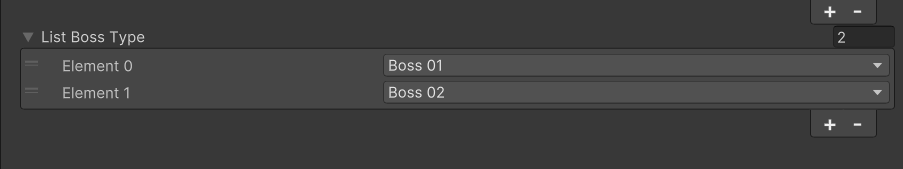 + -
List Boss Type 2
Element 0 Boss 01
Element 1 Boss 02
+ -